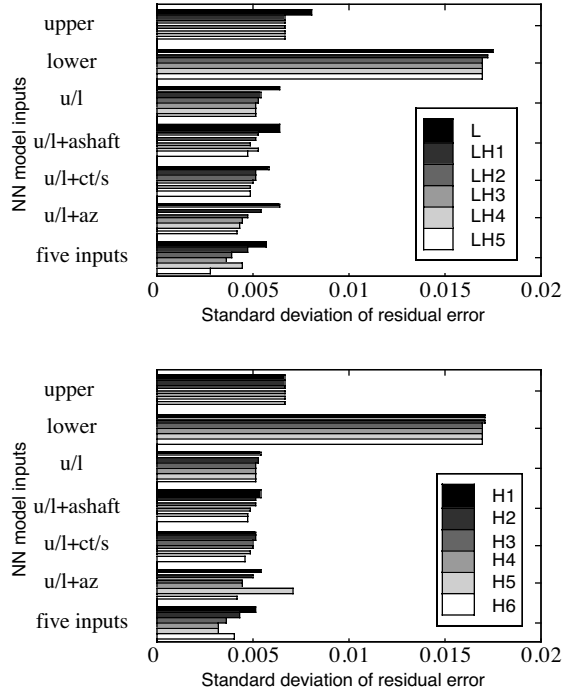 NN model inputs
upper
lower
u/l
u/l+ashaft
u/l+ct/s
u/l+az
five inputs
L
LH1
LH2
LH3
LH4
LH5
0 0.005 0.01 0.015 0.02
Standard deviation of residual error
NN model inputs
upper
lower
u/l
u/l+ashaft
u/l+ct/s
u/l+az
five inputs
H1
H2
H3
H4
H5
H6
0 0.005 0.01 0.015 0.02
Standard deviation of residual error